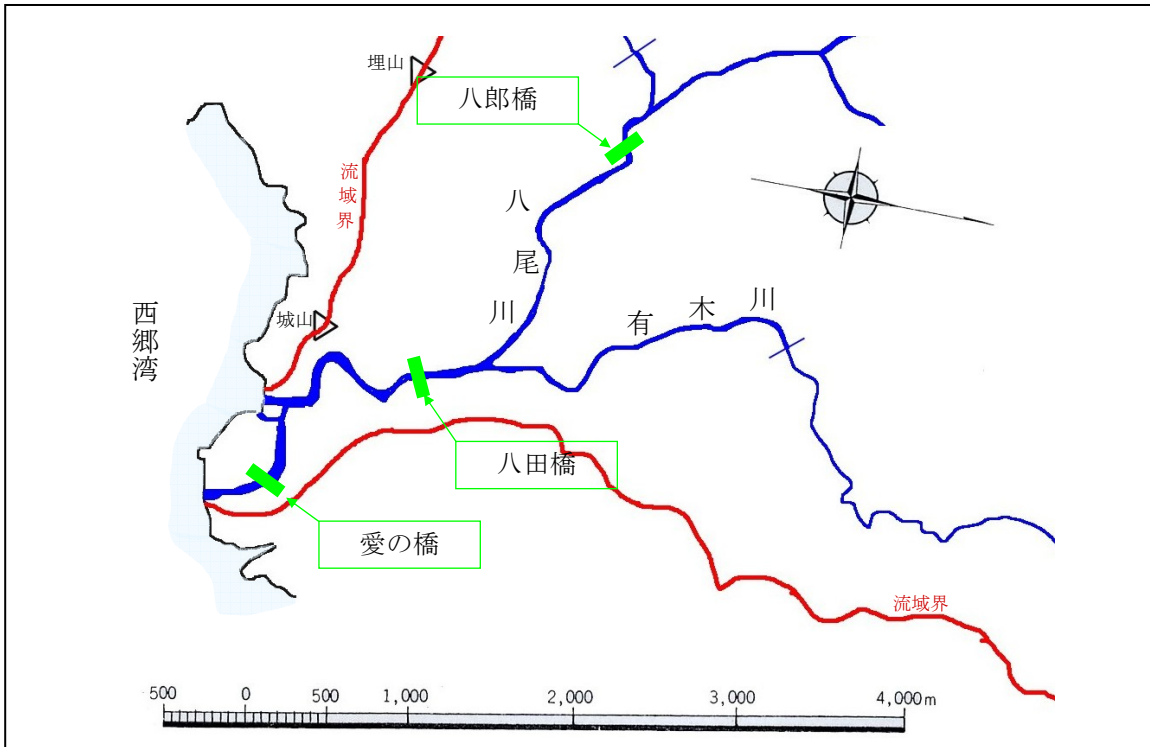 埋山
八郎橋
流域界
八尾川
有木川
西郷湾
城山
八田橋
愛の橋
流域界
500 0 500 1,000 2,000 3,000 4,000m